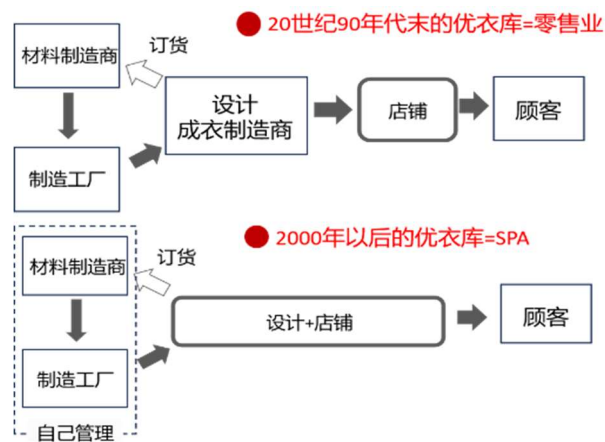 20世纪90年代末的优衣库=零售业
材料制造商
订货
设计
成衣制造商
店铺
顾客
制造工厂
2000年以后的优衣库=SPA
材料制造商
订货
设计+店铺
顾客
制造工厂
自己管理